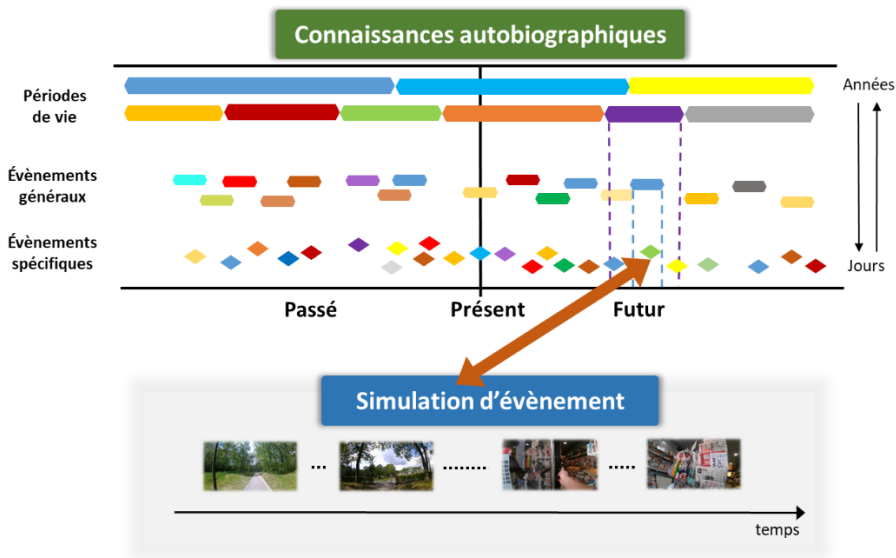 Connaissances autobiographiques
Périodes
de vie
Années
Évènements
généraux
Évènements
spécifiques
Jours
Passé
Présent
Futur
Simulation d'évènement
...
........
.....
temps